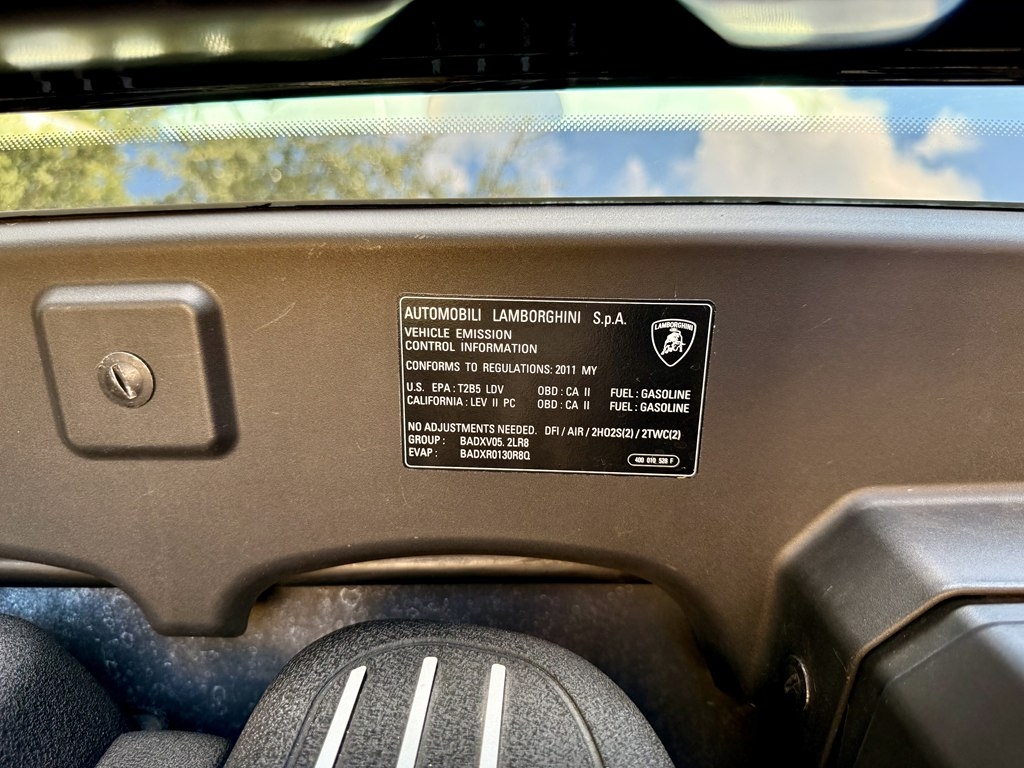 AUTOMOBILI LAMBORGHINI S.p.A.
LAMBORGHINI
VEHICLE EMISSION
CONTROL INFORMATION
CONFORMS TO REGULATIONS: 2011 MY
U.S. EPA : T2B5 LDV OBD : CA II FUEL : GASOLINE
CALIFORNIA : LEV II PC OBD : CA II FUEL : GASOLINE
NO ADJUSTMENTS NEEDED. DFI / AIR / 2HO2S(2) / 2TWC(2)
GROUP : BADXV05. 2LR8
EVAP : BADXR0130R8Q
400 010 528 F